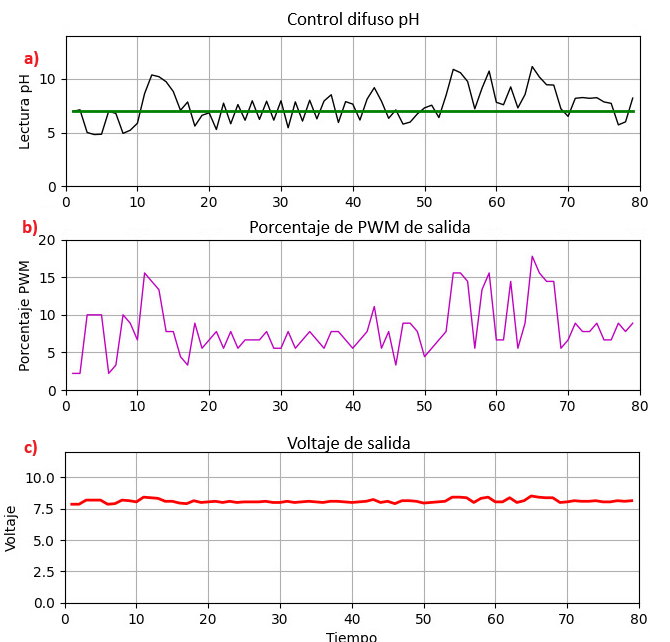 Control difuso pH
a)
Lectura pH
10
5
0
0 10 20 30 40 50 60 70 80
b)
Porcentaje de PWM de salida
Porcentaje PWM
20
15
10
5
0
0 10 20 30 40 50 60 70 80
c)
Voltaje de salida
Voltaje
10.0
7.5
5.0
2.5
0.0
0 10 20 30 40 50 60 70 80
Tiempo